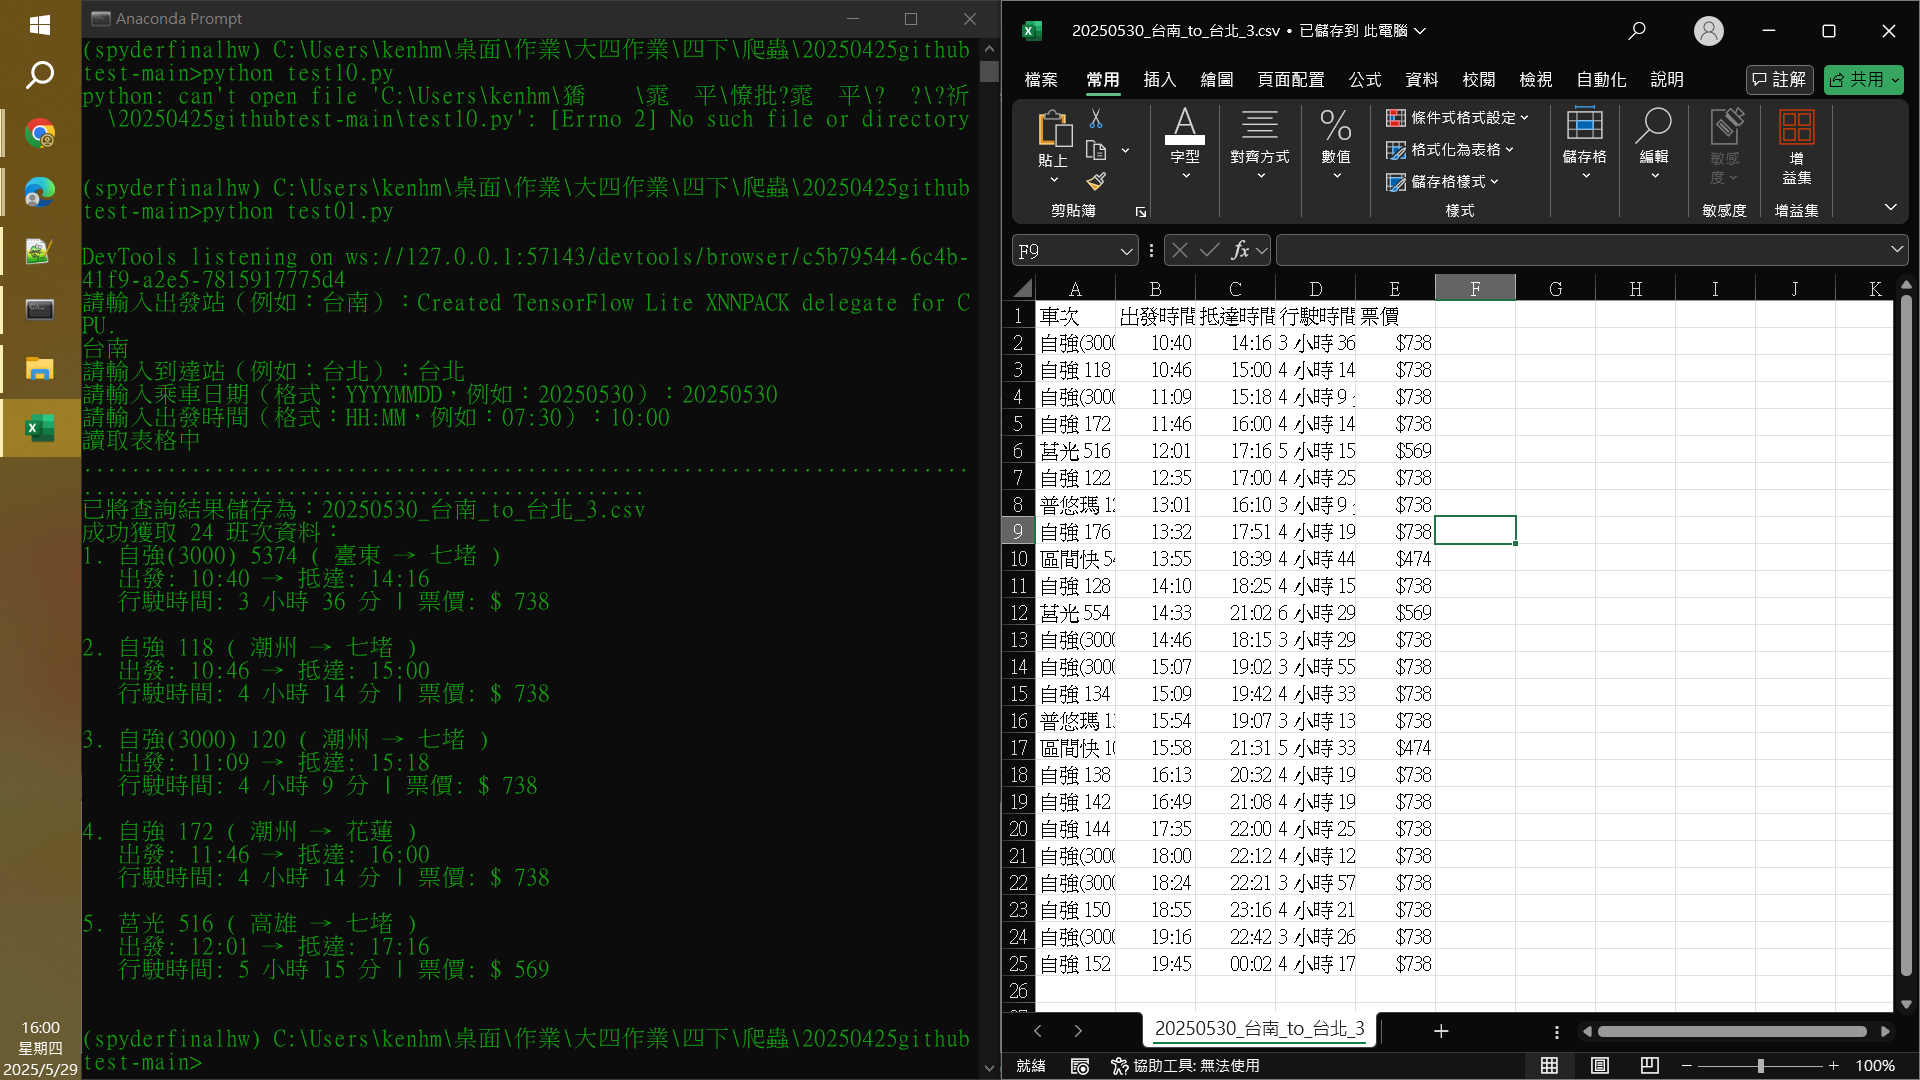 Anaconda Prompt
(spyderfinalhw) C:\Users\kenhm\桌面\作業\大四作業\四下\爬蟲\20250425github
test-main>python test10.py
python: can't open file 'C:\Users\kenhm\獢 \霂 平\憭批?霂 平\? ?\?祈
\20250425githubtest-main\test10.py': [Errno 2] No such file or directory
(spyderfinalhw) C:\Users\kenhm\桌面\作業\大四作業\四下\爬蟲\20250425github
test-main>python test01.py
DevTools listening on ws://127.0.0.1:57143/devtools/browser/c5b79544-6c4b-
41f9-a2e5-7815917775d4
請輸入出發站（例如：台南）：Created TensorFlow Lite XNNPACK delegate for C
PU.
台南
請輸入到達站（例如：台北）：台北
請輸入乘車日期（格式：YYYYMMDD，例如：20250530）：20250530
請輸入出發時間（格式：HH:MM，例如：07:30）：10:00
讀取表格中
..........................................................................
...............................................
已將查詢結果儲存為：20250530_台南_to_台北_3.csv
成功獲取 24 班次資料：
1. 自強(3000) 5374 ( 臺東 → 七堵 )
出發: 10:40 → 抵達: 14:16
行駛時間: 3 小時 36 分 | 票價: $ 738
2. 自強 118 ( 潮州 → 七堵 )
出發: 10:46 → 抵達: 15:00
行駛時間: 4 小時 14 分 | 票價: $ 738
3. 自強(3000) 120 ( 潮州 → 七堵 )
出發: 11:09 → 抵達: 15:18
行駛時間: 4 小時 9 分 | 票價: $ 738
4. 自強 172 ( 潮州 → 花蓮 )
出發: 11:46 → 抵達: 16:00
行駛時間: 4 小時 14 分 | 票價: $ 738
5. 莒光 516 ( 高雄 → 七堵 )
出發: 12:01 → 抵達: 17:16
行駛時間: 5 小時 15 分 | 票價: $ 569
(spyderfinalhw) C:\Users\kenhm\桌面\作業\大四作業\四下\爬蟲\20250425github
test-main>
16:00
星期四
2025/5/29
20250530_台南_to_台北_3.csv • 已儲存到 此電腦
檔案 常用 插入 繪圖 頁面配置 公式 資料 校閱 檢視 自動化 說明 註解 共用
貼上 字型 對齊方式 數值 條件式格式設定 格式化為表格 儲存格樣式 儲存格 編輯 敏感度 增益集
剪貼簿 樣式 敏感度 增益集
F9 fx
A B C D E F G H I J K
1 車次 出發時間 抵達時間 行駛時間 票價
2 自強(3000 10:40 14:16 3 小時 36 $738
3 自強 118 10:46 15:00 4 小時 14 $738
4 自強(3000 11:09 15:18 4 小時 9 $738
5 自強 172 11:46 16:00 4 小時 14 $738
6 莒光 516 12:01 17:16 5 小時 15 $569
7 自強 122 12:35 17:00 4 小時 25 $738
8 普悠瑪 12 13:01 16:10 3 小時 9 $738
9 自強 176 13:32 17:51 4 小時 19 $738
10 區間快 54 13:55 18:39 4 小時 44 $474
11 自強 128 14:10 18:25 4 小時 15 $738
12 莒光 554 14:33 21:02 6 小時 29 $569
13 自強(3000 14:46 18:15 3 小時 29 $738
14 自強(3000 15:07 19:02 3 小時 55 $738
15 自強 134 15:09 19:42 4 小時 33 $738
16 普悠瑪 13 15:54 19:07 3 小時 13 $738
17 區間快 10 15:58 21:31 5 小時 33 $474
18 自強 138 16:13 20:32 4 小時 19 $738
19 自強 142 16:49 21:08 4 小時 19 $738
20 自強 144 17:35 22:00 4 小時 25 $738
21 自強(3000 18:00 22:12 4 小時 12 $738
22 自強(3000 18:24 22:21 3 小時 57 $738
23 自強 150 18:55 23:16 4 小時 21 $738
24 自強(3000 19:16 22:42 3 小時 26 $738
25 自強 152 19:45 00:02 4 小時 17 $738
26
20250530_台南_to_台北_3
就緒 協助工具: 無法使用 100%